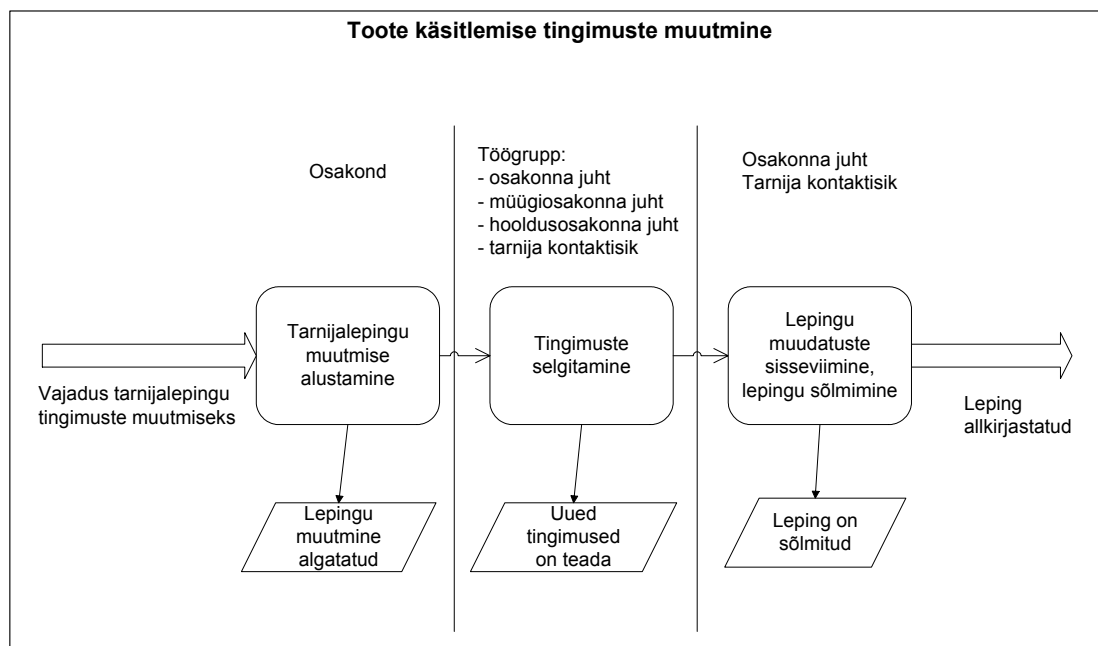 Toote käsitlemise tingimuste muutmine
Osakond
Töögrupp:
- osakonna juht
- müügiosakonna juht
- hooldusosakonna juht
- tarnija kontaktisik
Osakonna juht
Tarnija kontaktisik
Vajadus tarnijalepingu
tingimuste muutmiseks
Tarnijalepingu
muutmise
alustamine
Tingimuste
selgitamine
Lepingu
muudatuste
sisseviimine,
lepingu sõlmimine
Leping
allkirjastatud
Lepingu
muutmine
algatatud
Uued
tingimused
on teada
Leping on
sõlmitud